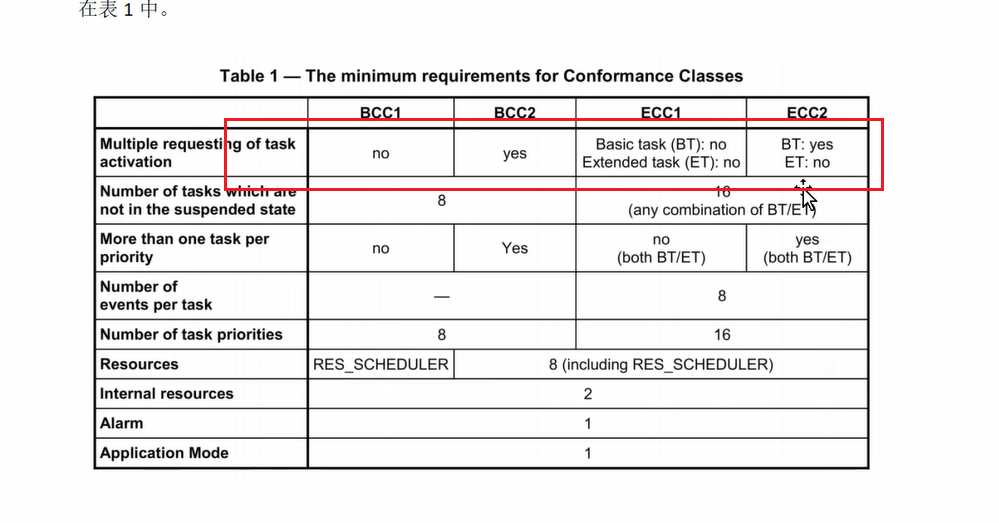 在表 1 中。
Table 1 — The minimum requirements for Conformance Classes
BCC1 BCC2 ECC1 ECC2
Multiple requesting of task activation no yes Basic task (BT): no Extended task (ET): no BT: yes ET: no
Number of tasks which are not in the suspended state 8 16 (any combination of BT/ET)
More than one task per priority no Yes no (both BT/ET) yes (both BT/ET)
Number of events per task — 8
Number of task priorities 8 16
Resources RES_SCHEDULER 8 (including RES_SCHEDULER)
Internal resources 2
Alarm 1
Application Mode 1